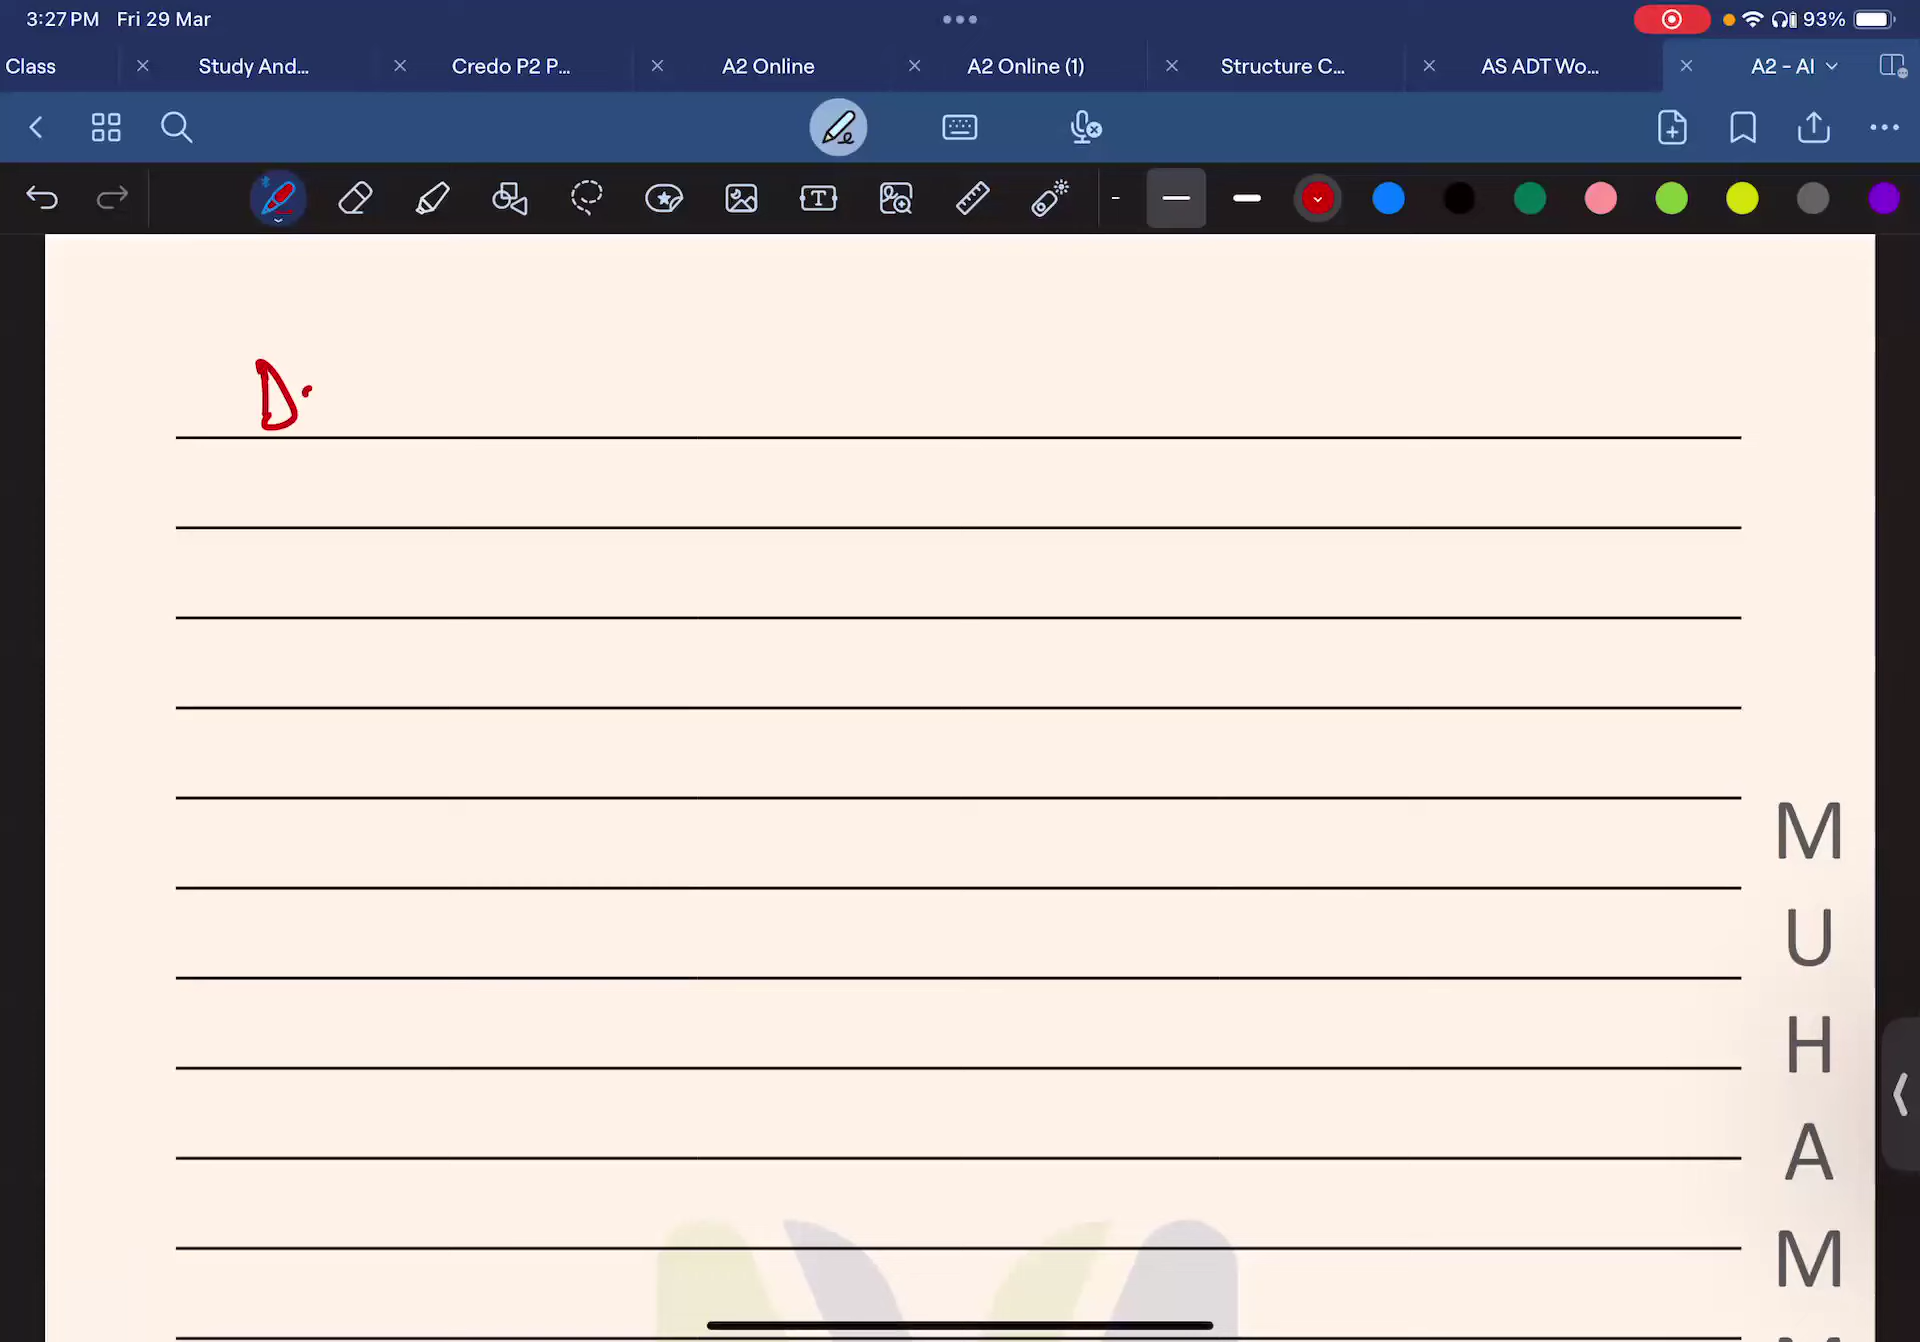 3:27 PM Fri 29 Mar
93%
Class
Study And...
Credo P2 P...
A2 Online
A2 Online (1)
Structure C...
AS ADT Wo...
A2 - AI
D
M
U
H
A
M